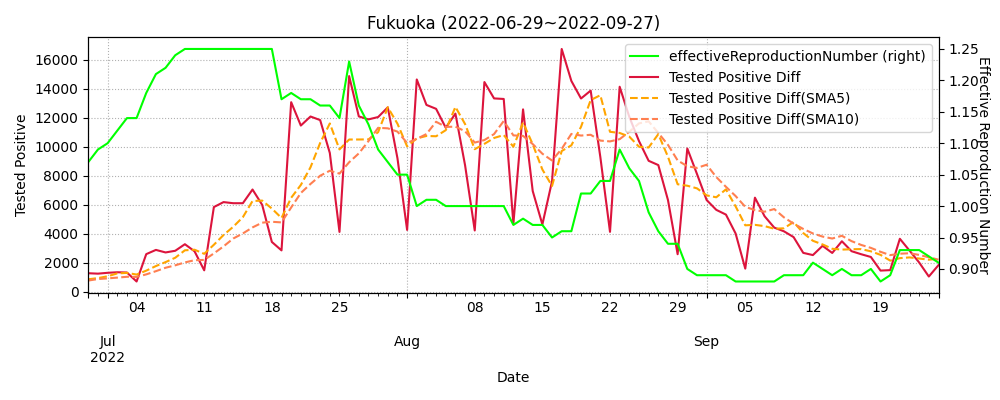 Fukuoka (2022-06-29~2022-09-27)
effectiveReproductionNumber (right)
Tested Positive Diff
Tested Positive Diff(SMA5)
Tested Positive Diff(SMA10)
Tested Positive
16000
14000
12000
10000
8000
6000
4000
2000
0
1.25
1.20
1.15
1.10
1.05
1.00
0.95
0.90
Effective Reproduction Number
04 11 18 25 08 15 22 29 05 12 19
Jul Aug Sep
2022
Date